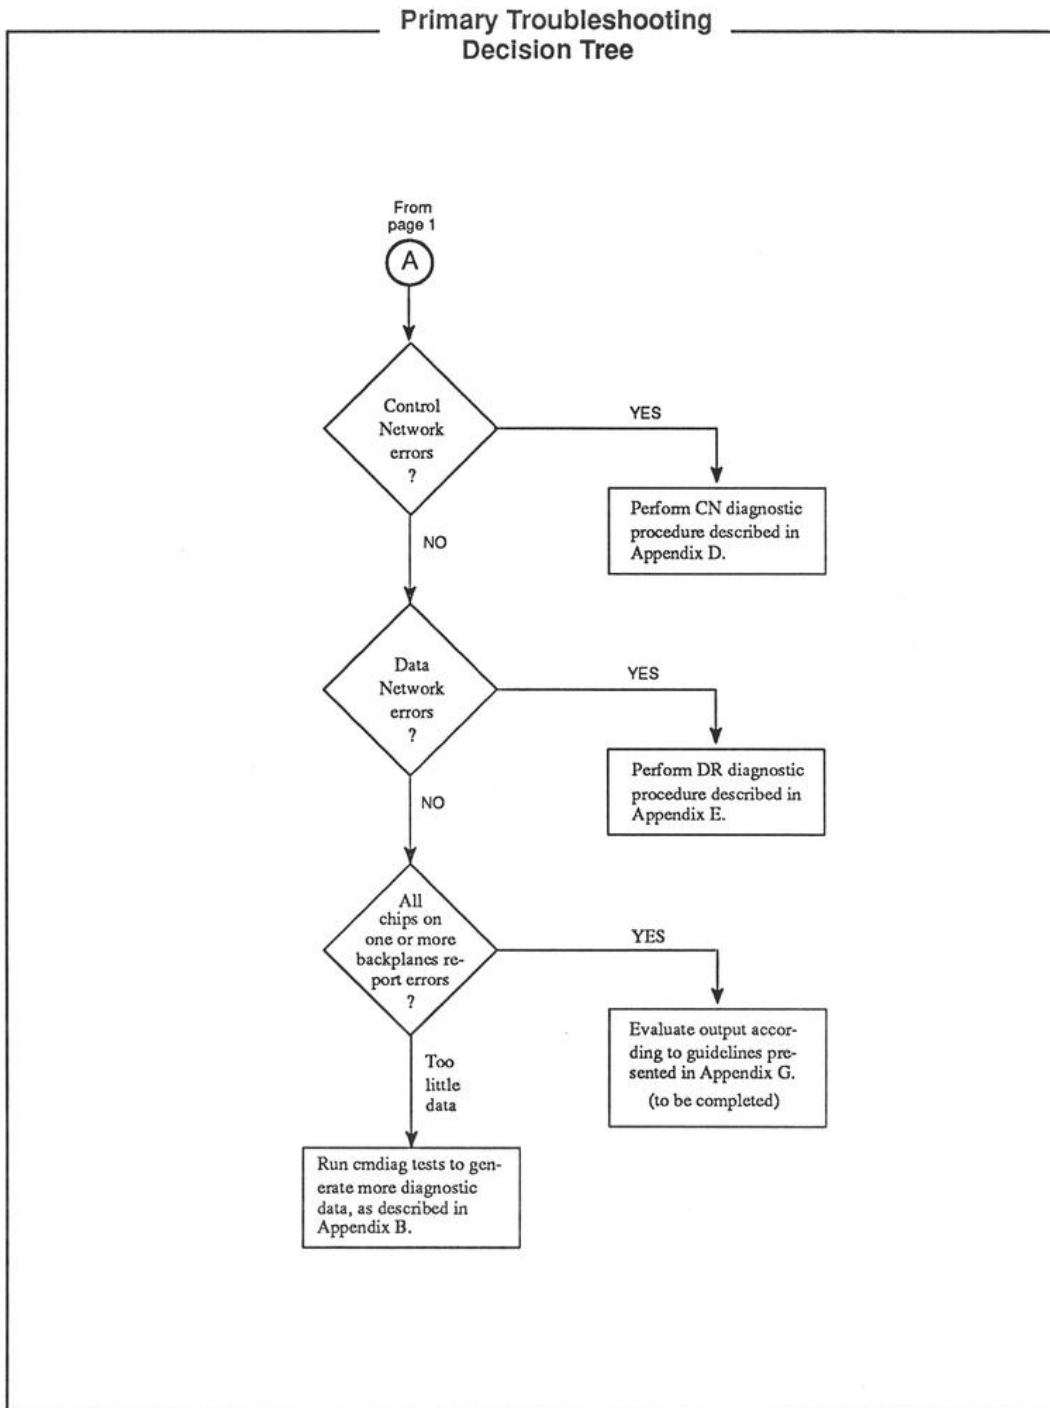 Primary Troubleshooting
Decision Tree
From
page 1
A
Control
Network
errors
?
YES
Perform CN diagnostic
procedure described in
Appendix D.
NO
Data
Network
errors
?
YES
Perform DR diagnostic
procedure described in
Appendix E.
NO
All
chips on
one or more
backplanes re-
port errors
?
YES
Evaluate output accor-
ding to guidelines pre-
sented in Appendix G.
(to be completed)
Too
little
data
Run cmdiag tests to gen-
erate more diagnostic
data, as described in
Appendix B.